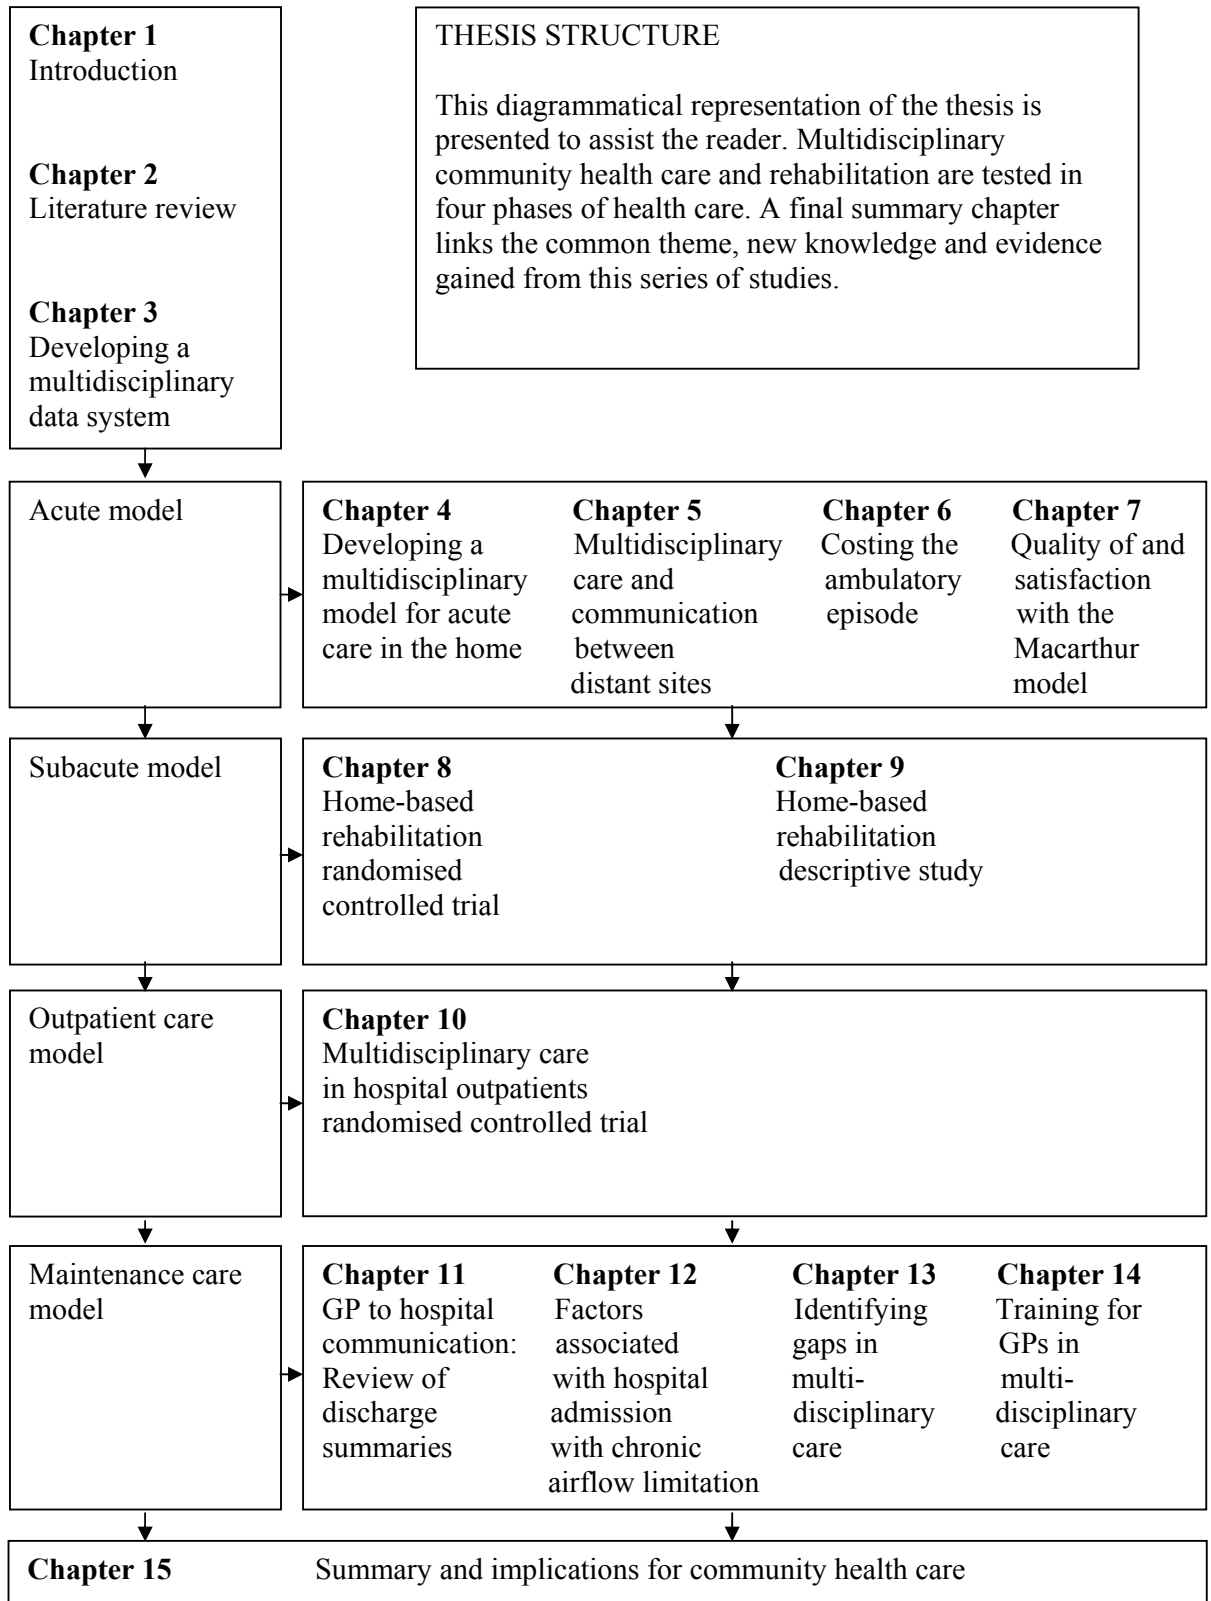 Chapter 1
Introduction
Chapter 2
Literature review
Chapter 3
Developing a
multidisciplinary
data system
THESIS STRUCTURE
This diagrammatical representation of the thesis is
presented to assist the reader. Multidisciplinary
community health care and rehabilitation are tested in
four phases of health care. A final summary chapter
links the common theme, new knowledge and evidence
gained from this series of studies.
Acute model
Chapter 4
Developing a
multidisciplinary
model for acute
care in the home
Chapter 5
Multidisciplinary
care and
communication
between
distant sites
Chapter 6
Costing the
ambulatory
episode
Chapter 7
Quality of and
satisfaction
with the
Macarthur
model
Subacute model
Chapter 8
Home-based
rehabilitation
randomised
controlled trial
Chapter 9
Home-based
rehabilitation
descriptive study
Outpatient care
model
Chapter 10
Multidisciplinary care
in hospital outpatients
randomised controlled trial
Maintenance care
model
Chapter 11
GP to hospital
communication:
Review of
discharge
summaries
Chapter 12
Factors
associated
with hospital
admission
with chronic
airflow limitation
Chapter 13
Identifying
gaps in
multi-
disciplinary
care
Chapter 14
Training for
GPs in
multi-
disciplinary
care
Chapter 15 Summary and implications for community health care